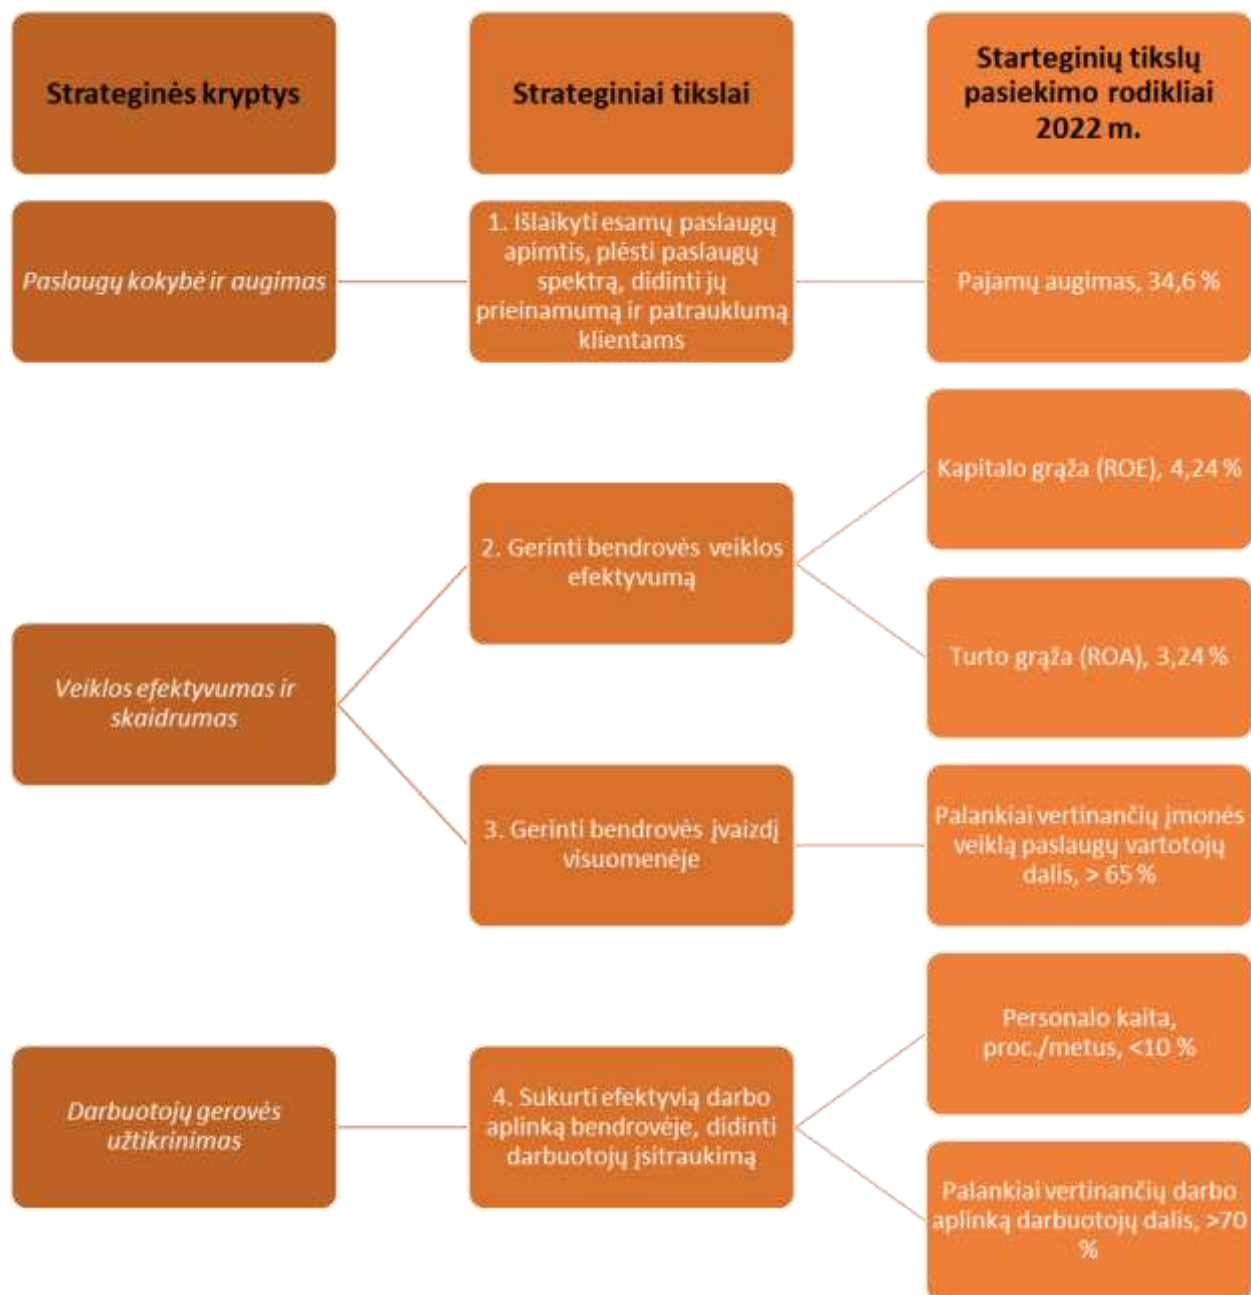 Strateginės kryptys
Strateginiai tikslai
Starteginių tikslų
pasiekimo rodikliai
2022 m.
Paslaugų kokybė ir augimas
1. Išlaikyti esamų paslaugų
apimtis, plėsti paslaugų
spektrą, didinti jų
prieinamumą ir patrauklumą
klientams
Pajamų augimas, 34,6 %
Veiklos efektyvumas ir
skaidrumas
2. Gerinti bendrovės veiklos
efektyvumą
Kapitalo grąža (ROE), 4,24 %
Turto grąža (ROA), 3,24 %
3. Gerinti bendrovės įvaizdį
visuomenėje
Palankiai vertinančių įmonės
veiklą paslaugų vartotojų
dalis, > 65 %
Darbuotojų gerovės
užtikrinimas
4. Sukurti efektyvią darbo
aplinką bendrovėje, didinti
darbuotojų įsitraukimą
Personalo kaita,
proc./metus, <10 %
Palankiai vertinančių darbo
aplinką darbuotojų dalis, >70
%